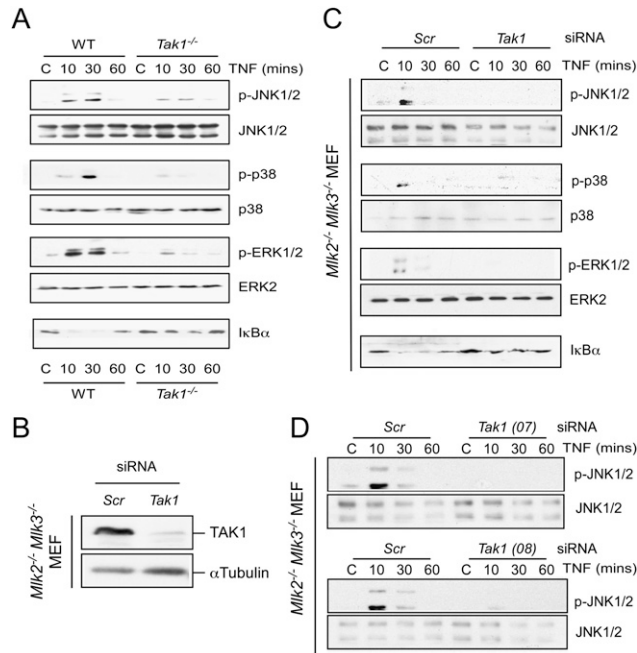 A
WT Tak1-/-
C 10 30 60 C 10 30 60 TNF (mins)
p-JNK1/2
JNK1/2
p-p38
p38
p-ERK1/2
ERK2
IκBα
C 10 30 60 C 10 30 60
WT Tak1-/-
B
siRNA
Scr Tak1
Mlk2-/- Mlk3-/-
MEF
TAK1
αTubulin
C
Scr Tak1 siRNA
C 10 30 60 C 10 30 60 TNF (mins)
Mlk2-/- Mlk3-/- MEF
p-JNK1/2
JNK1/2
p-p38
p38
p-ERK1/2
ERK2
IκBα
D
Scr Tak1 (07) siRNA
C 10 30 60 C 10 30 60 TNF (mins)
Mlk2-/- Mlk3-/- MEF
p-JNK1/2
JNK1/2
Scr Tak1 (08) siRNA
C 10 30 60 C 10 30 60 TNF (mins)
p-JNK1/2
JNK1/2